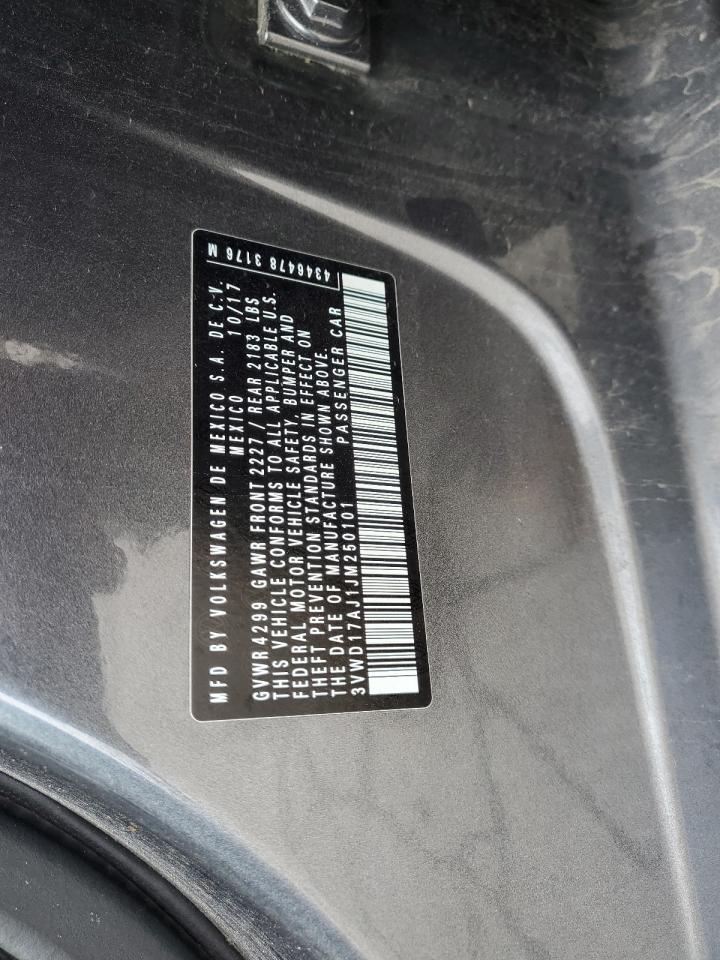 4346478 3176 M
MFD BY VOLKSWAGEN DE MEXICO S.A. DE C.V.
MEXICO 10/17
GVWR 4299 GAWR FRONT 2227 / REAR 2183 LBS
THIS VEHICLE CONFORMS TO ALL APPLICABLE U.S.
FEDERAL MOTOR VEHICLE SAFETY, BUMPER AND
THEFT PREVENTION STANDARDS IN EFFECT ON
THE DATE OF MANUFACTURE SHOWN ABOVE.
3VWD17AJ1JM250101 PASSENGER CAR